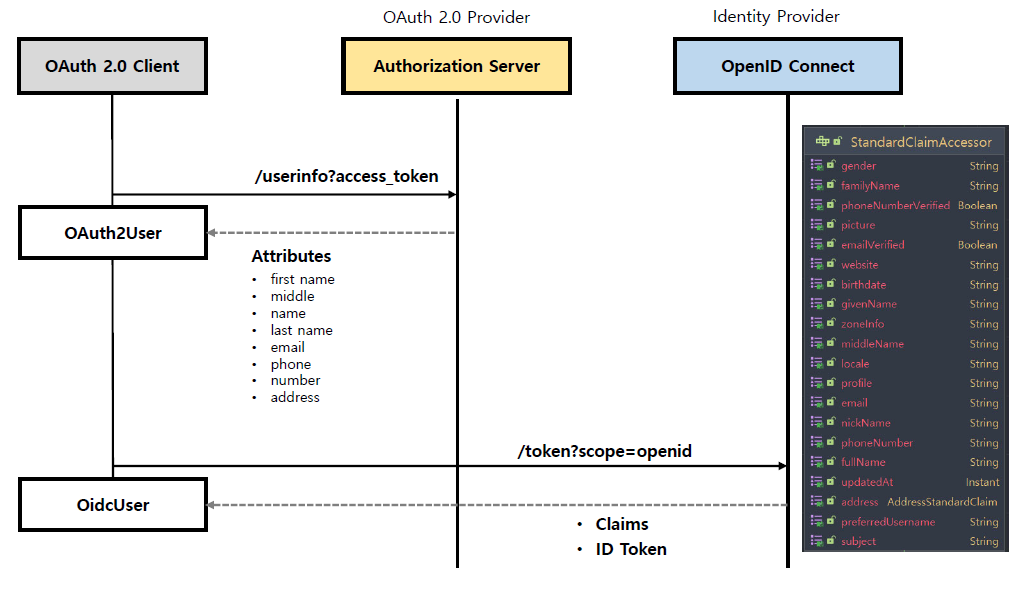 OAuth 2.0 Provider
Identity Provider
OAuth 2.0 Client
Authorization Server
OpenID Connect
/userinfo?access_token
OAuth2User
Attributes
• first name
• middle
• name
• last name
• email
• phone
• number
• address
/token?scope=openid
OidcUser
• Claims
• ID Token
StandardClaimAccessor
gender String
familyName String
phoneNumberVerified Boolean
picture String
emailVerified Boolean
website String
birthdate String
givenName String
zoneInfo String
middleName String
locale String
profile String
email String
nickName String
phoneNumber String
fullName String
updatedAt Instant
address AddressStandardClaim
preferredUsername String
subject String